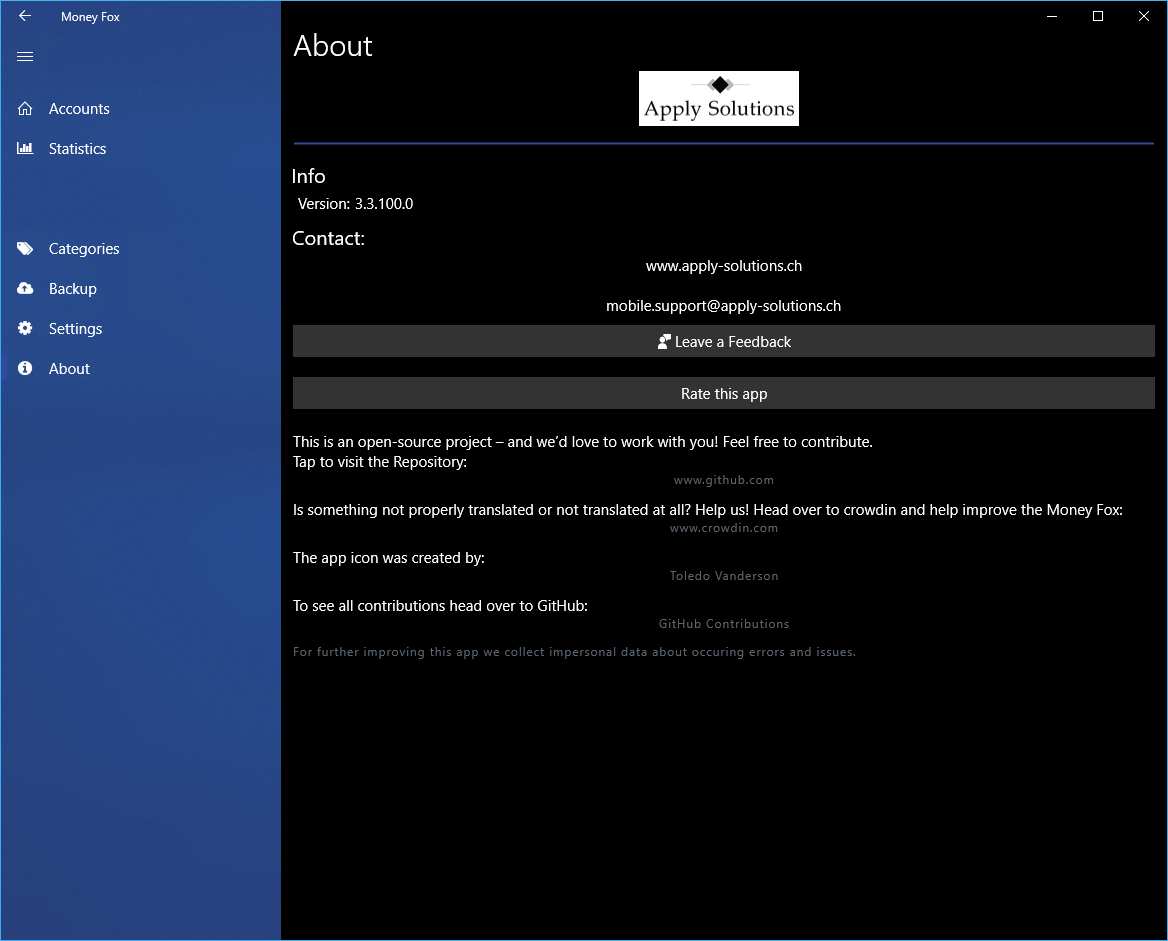 Money Fox
Accounts
Statistics
Categories
Backup
Settings
About
About
Apply Solutions
Info
Version: 3.3.100.0
Contact:
www.apply-solutions.ch
mobile.support@apply-solutions.ch
Leave a Feedback
Rate this app
This is an open-source project – and we’d love to work with you! Feel free to contribute.
Tap to visit the Repository:
www.github.com
Is something not properly translated or not translated at all? Help us! Head over to crowdin and help improve the Money Fox:
www.crowdin.com
The app icon was created by:
Toledo Vanderson
To see all contributions head over to GitHub:
GitHub Contributions
For further improving this app we collect impersonal data about occuring errors and issues.